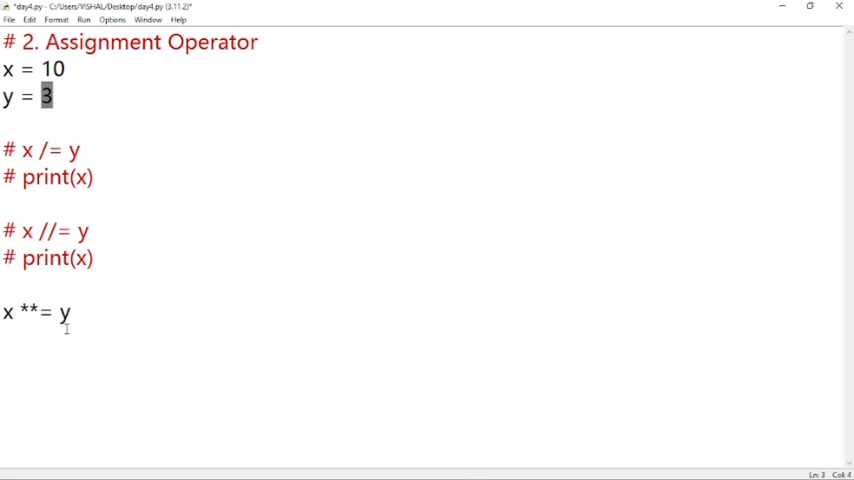 *day4.py - C:/Users/VISHAL/Desktop/day4.py (3.11.2)*
File Edit Format Run Options Window Help
# 2. Assignment Operator
x = 10
y = 3
# x /= y
# print(x)
# x //= y
# print(x)
x **= y
Ln: 3 Col: 4